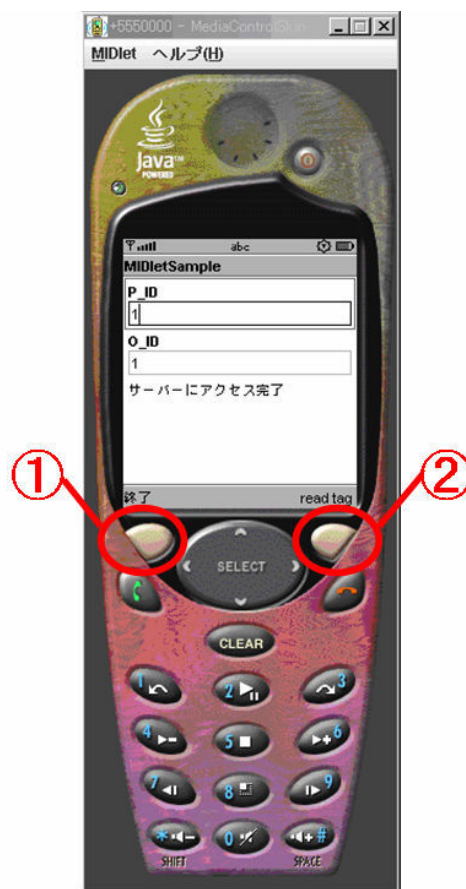 +5550000 - MediaControlSkin
MIDlet ヘルプ(H)
Java™
POWERED
abc
MIDletSample
P_ID
1
O_ID
1
サーバーにアクセス完了
① ②
終了 read tag
SELECT
CLEAR
1 2 3
4 5 6
7 8 9
* 0 #
SHIFT SPACE